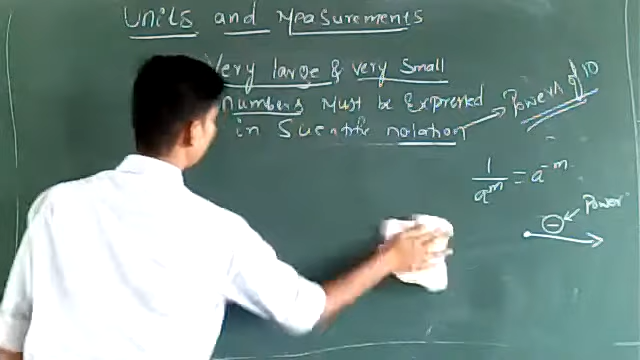 Units and Measurements
Very large & very small
numbers must be Expressed
in Scientific notation
Powers of 10
1/a^m = a^-m
⊖ Power